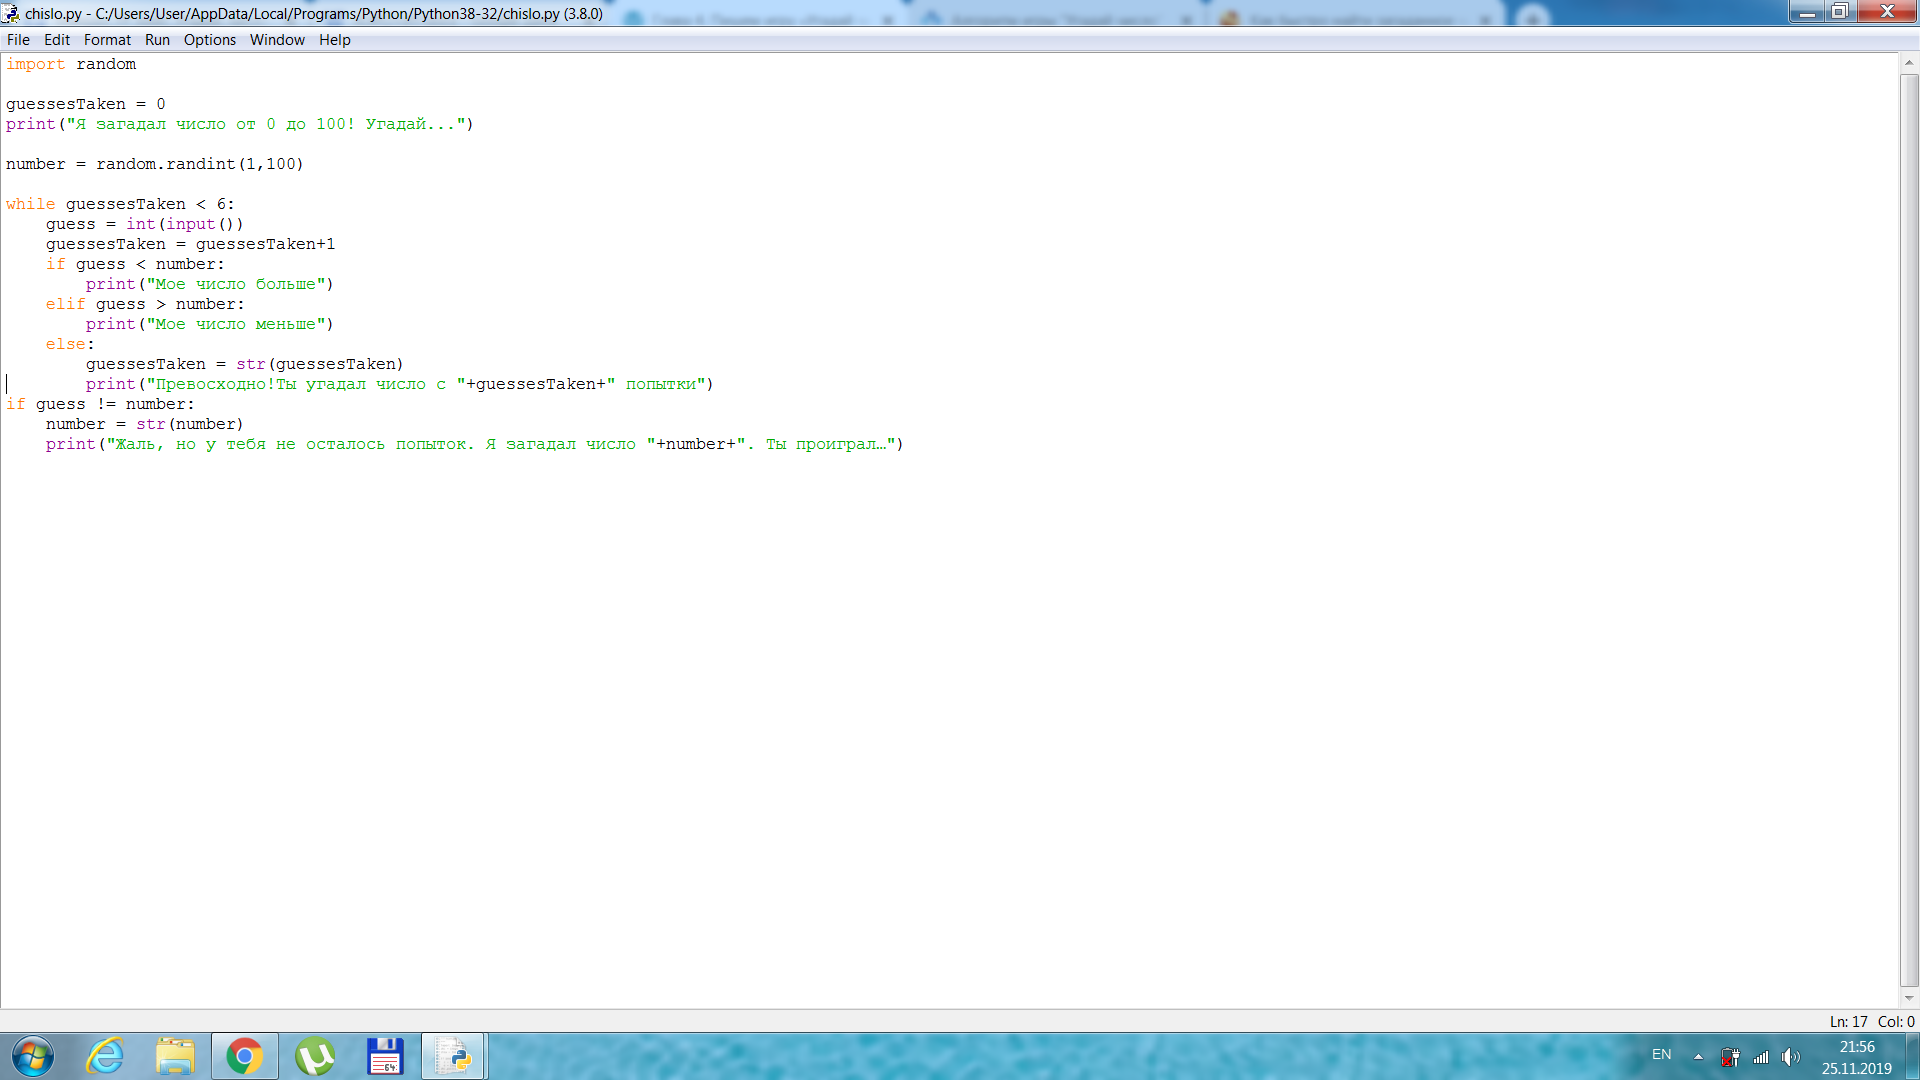 chislo.py - C:/Users/User/AppData/Local/Programs/Python/Python38-32/chislo.py (3.8.0)
File Edit Format Run Options Window Help
import random
guessesTaken = 0
print("Я загадал число от 0 до 100! Угадай...")
number = random.randint(1,100)
while guessesTaken < 6:
    guess = int(input())
    guessesTaken = guessesTaken+1
    if guess < number:
        print("Мое число больше")
    elif guess > number:
        print("Мое число меньше")
    else:
        guessesTaken = str(guessesTaken)
        print("Превосходно!Ты угадал число с "+guessesTaken+" попытки")
if guess != number:
    number = str(number)
    print("Жаль, но у тебя не осталось попыток. Я загадал число "+number+". Ты проиграл…")
Ln: 17 Col: 0
64
EN
21:56
25.11.2019